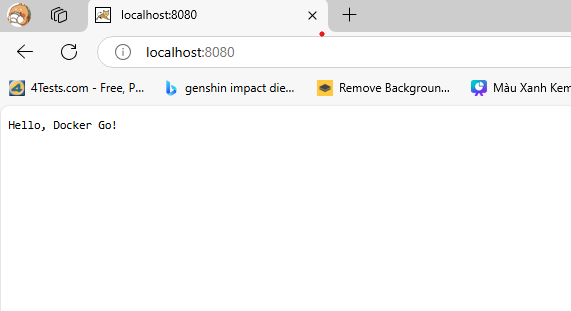 localhost:8080
localhost:8080
4Tests.com - Free, P... genshin impact die... Remove Backgroun... Màu Xanh Kem
Hello, Docker Go!